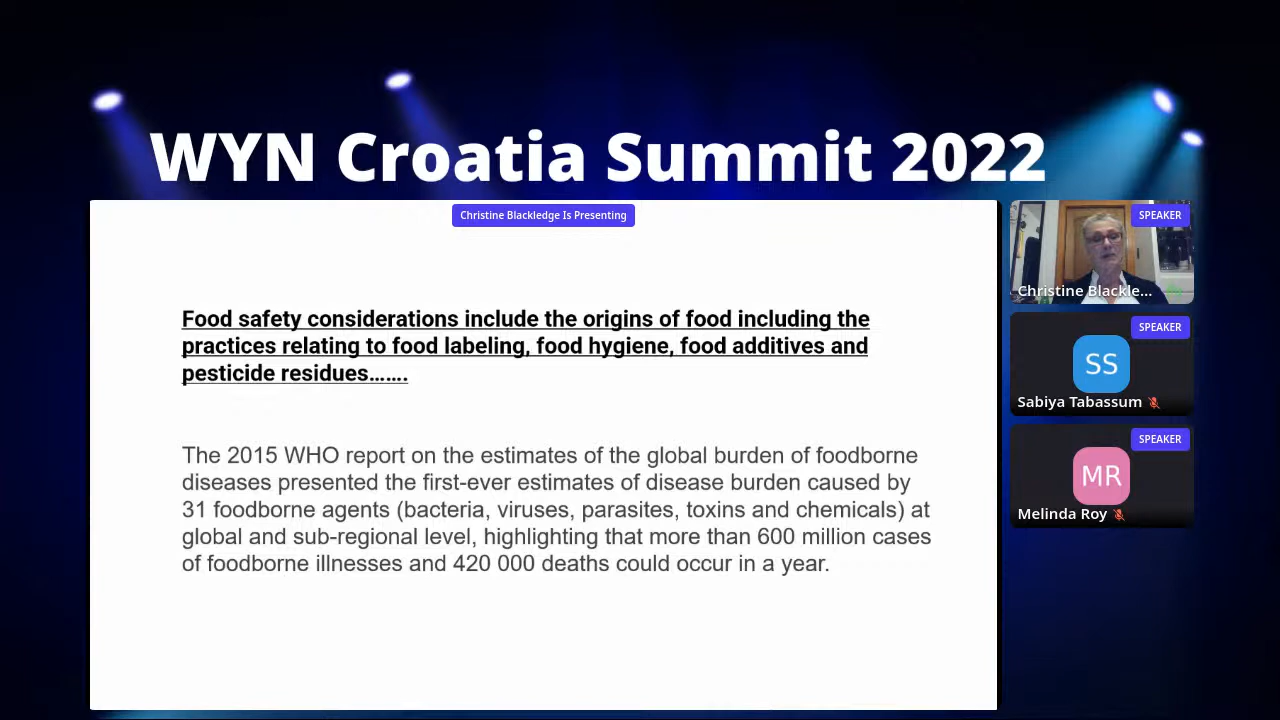 WYN Croatia Summit 2022
Christine Blackledge Is Presenting
Food safety considerations include the origins of food including the
practices relating to food labeling, food hygiene, food additives and
pesticide residues…….
The 2015 WHO report on the estimates of the global burden of foodborne
diseases presented the first-ever estimates of disease burden caused by
31 foodborne agents (bacteria, viruses, parasites, toxins and chemicals) at
global and sub-regional level, highlighting that more than 600 million cases
of foodborne illnesses and 420 000 deaths could occur in a year.
SPEAKER
Christine Blackle...
SPEAKER
SS
Sabiya Tabassum
SPEAKER
MR
Melinda Roy